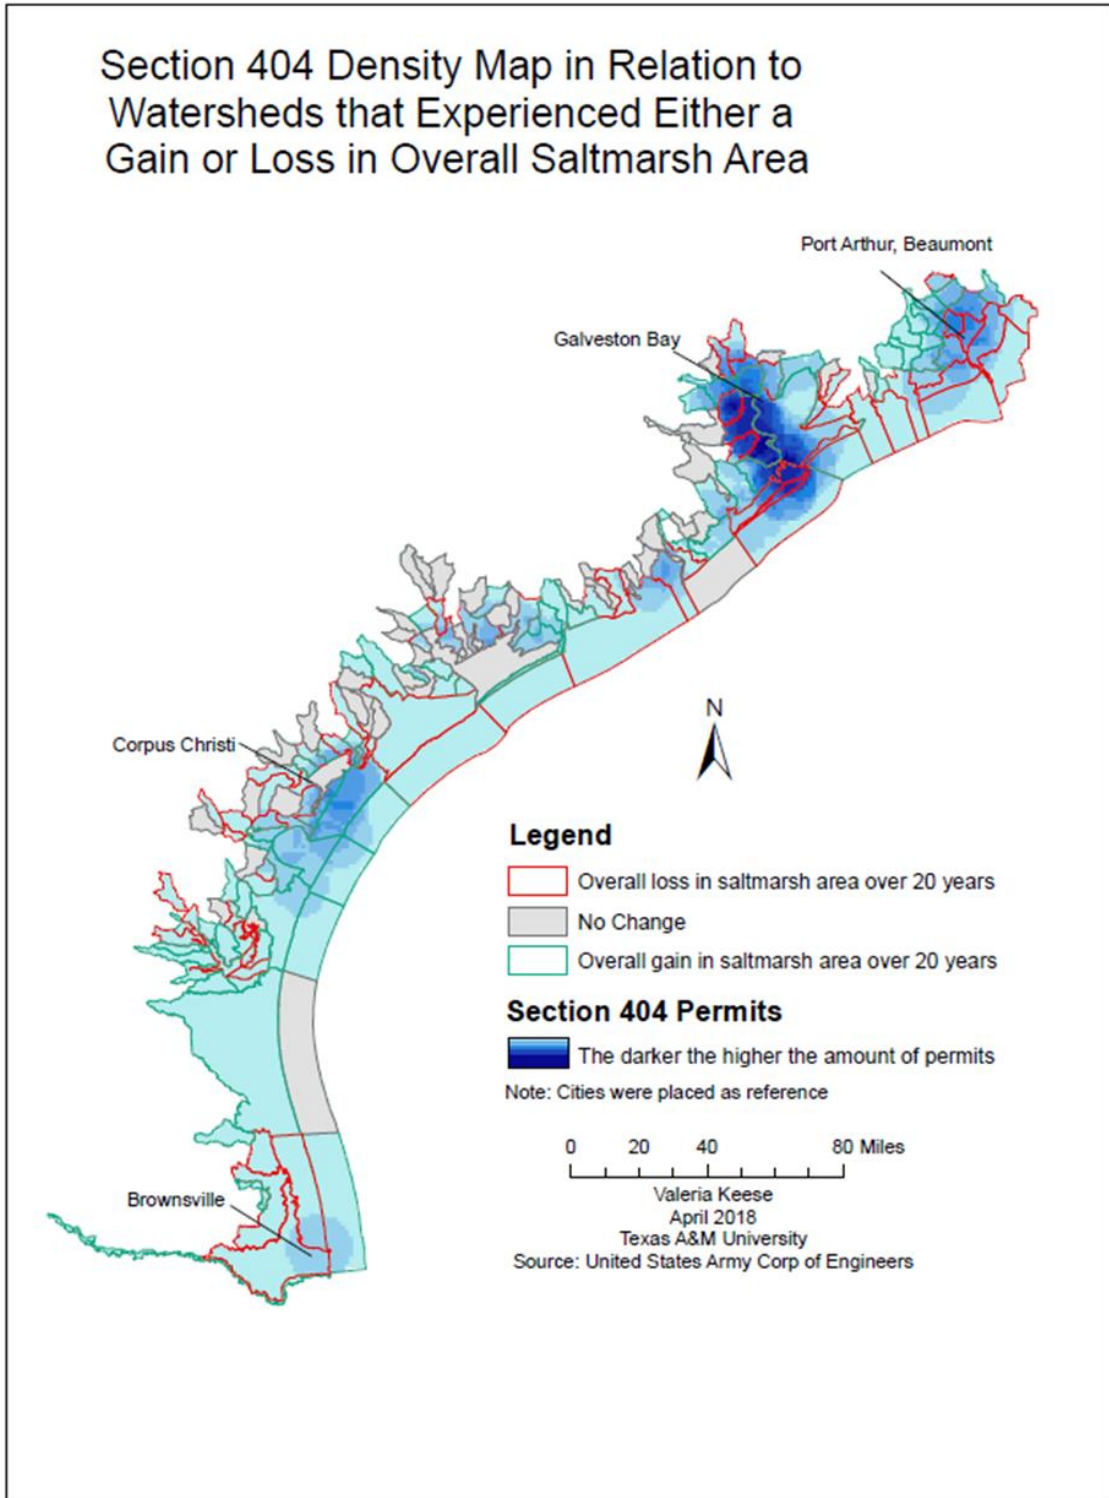 Section 404 Density Map in Relation to
Watersheds that Experienced Either a
Gain or Loss in Overall Saltmarsh Area
Port Arthur, Beaumont
Galveston Bay
N
Corpus Christi
Legend
Overall loss in saltmarsh area over 20 years
No Change
Overall gain in saltmarsh area over 20 years
Section 404 Permits
The darker the higher the amount of permits
Note: Cities were placed as reference
0 20 40 80 Miles
Brownsville
Valeria Keese
April 2018
Texas A&M University
Source: United States Army Corp of Engineers